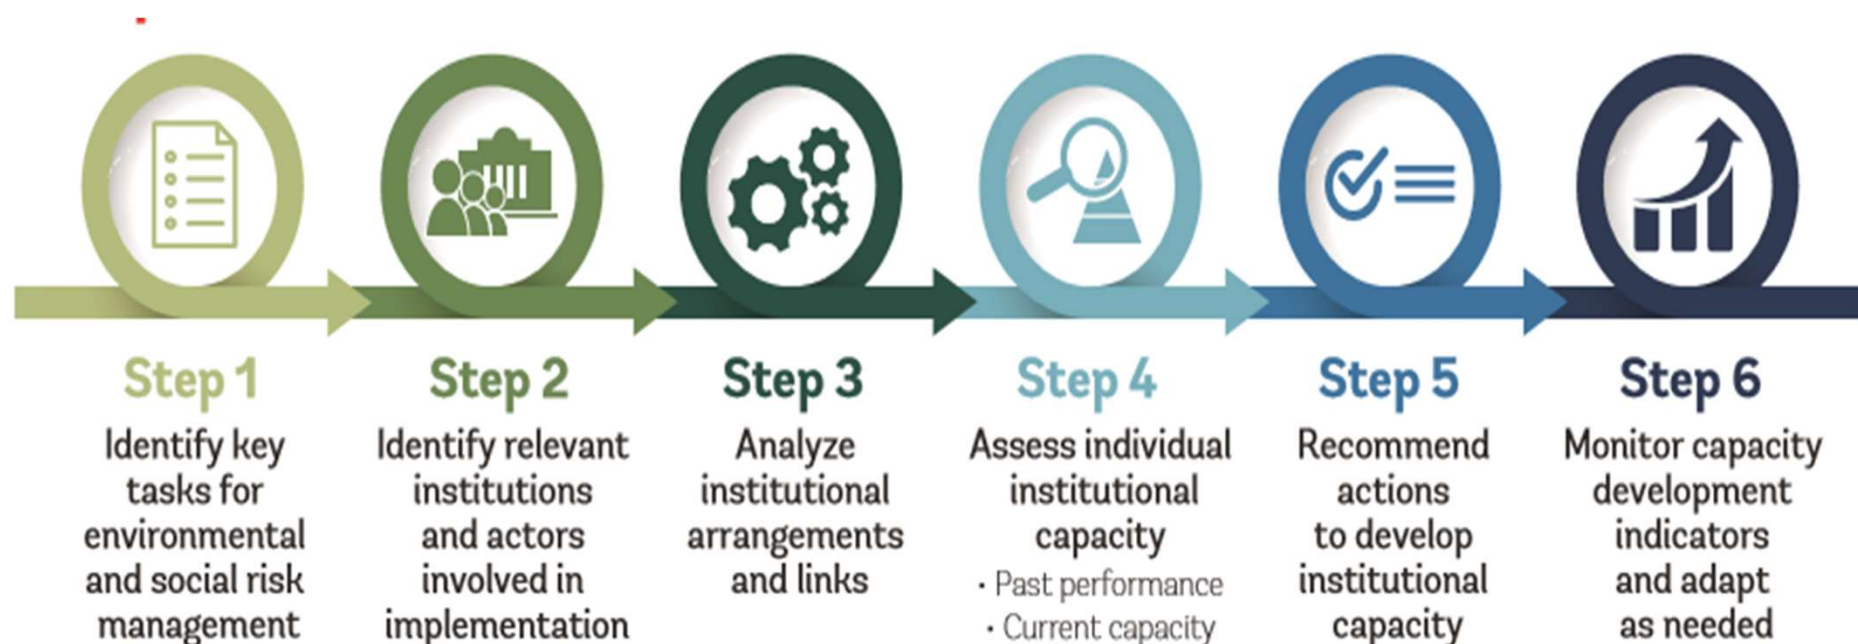 Step 1
Identify key
tasks for
environmental
and social risk
management
Step 2
Identify relevant
institutions
and actors
involved in
implementation
Step 3
Analyze
institutional
arrangements
and links
Step 4
Assess individual
institutional
capacity
· Past performance
· Current capacity
Step 5
Recommend
actions
to develop
institutional
capacity
Step 6
Monitor capacity
development
indicators
and adapt
as needed